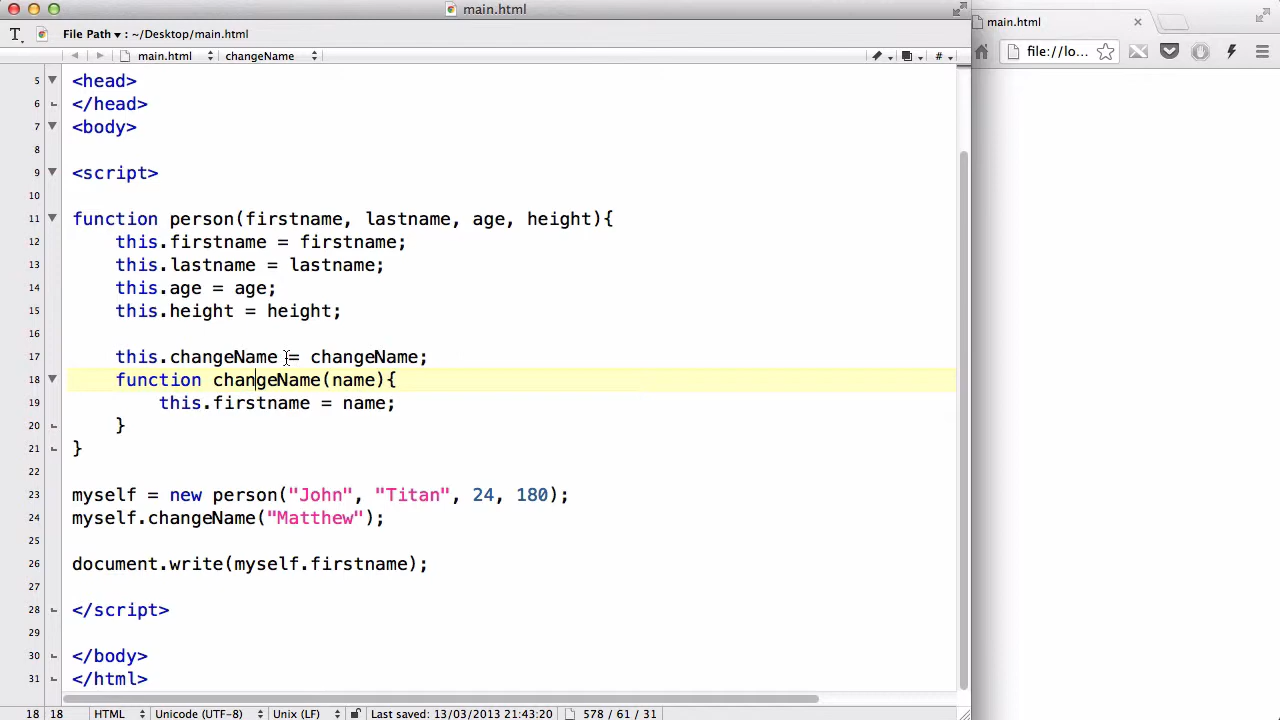 main.html
main.html
File Path ▾ : ~/Desktop/main.html
file://lo...
main.html changeName #
5 <head>
6 </head>
7 <body>
8
9 <script>
10
11 function person(firstname, lastname, age, height){
12 this.firstname = firstname;
13 this.lastname = lastname;
14 this.age = age;
15 this.height = height;
16
17 this.changeName = changeName;
18 function changeName(name){
19 this.firstname = name;
20 }
21 }
22
23 myself = new person("John", "Titan", 24, 180);
24 myself.changeName("Matthew");
25
26 document.write(myself.firstname);
27
28 </script>
29
30 </body>
31 </html>
18 18 HTML Unicode (UTF-8) Unix (LF) Last saved: 13/03/2013 21:43:20 578 / 61 / 31